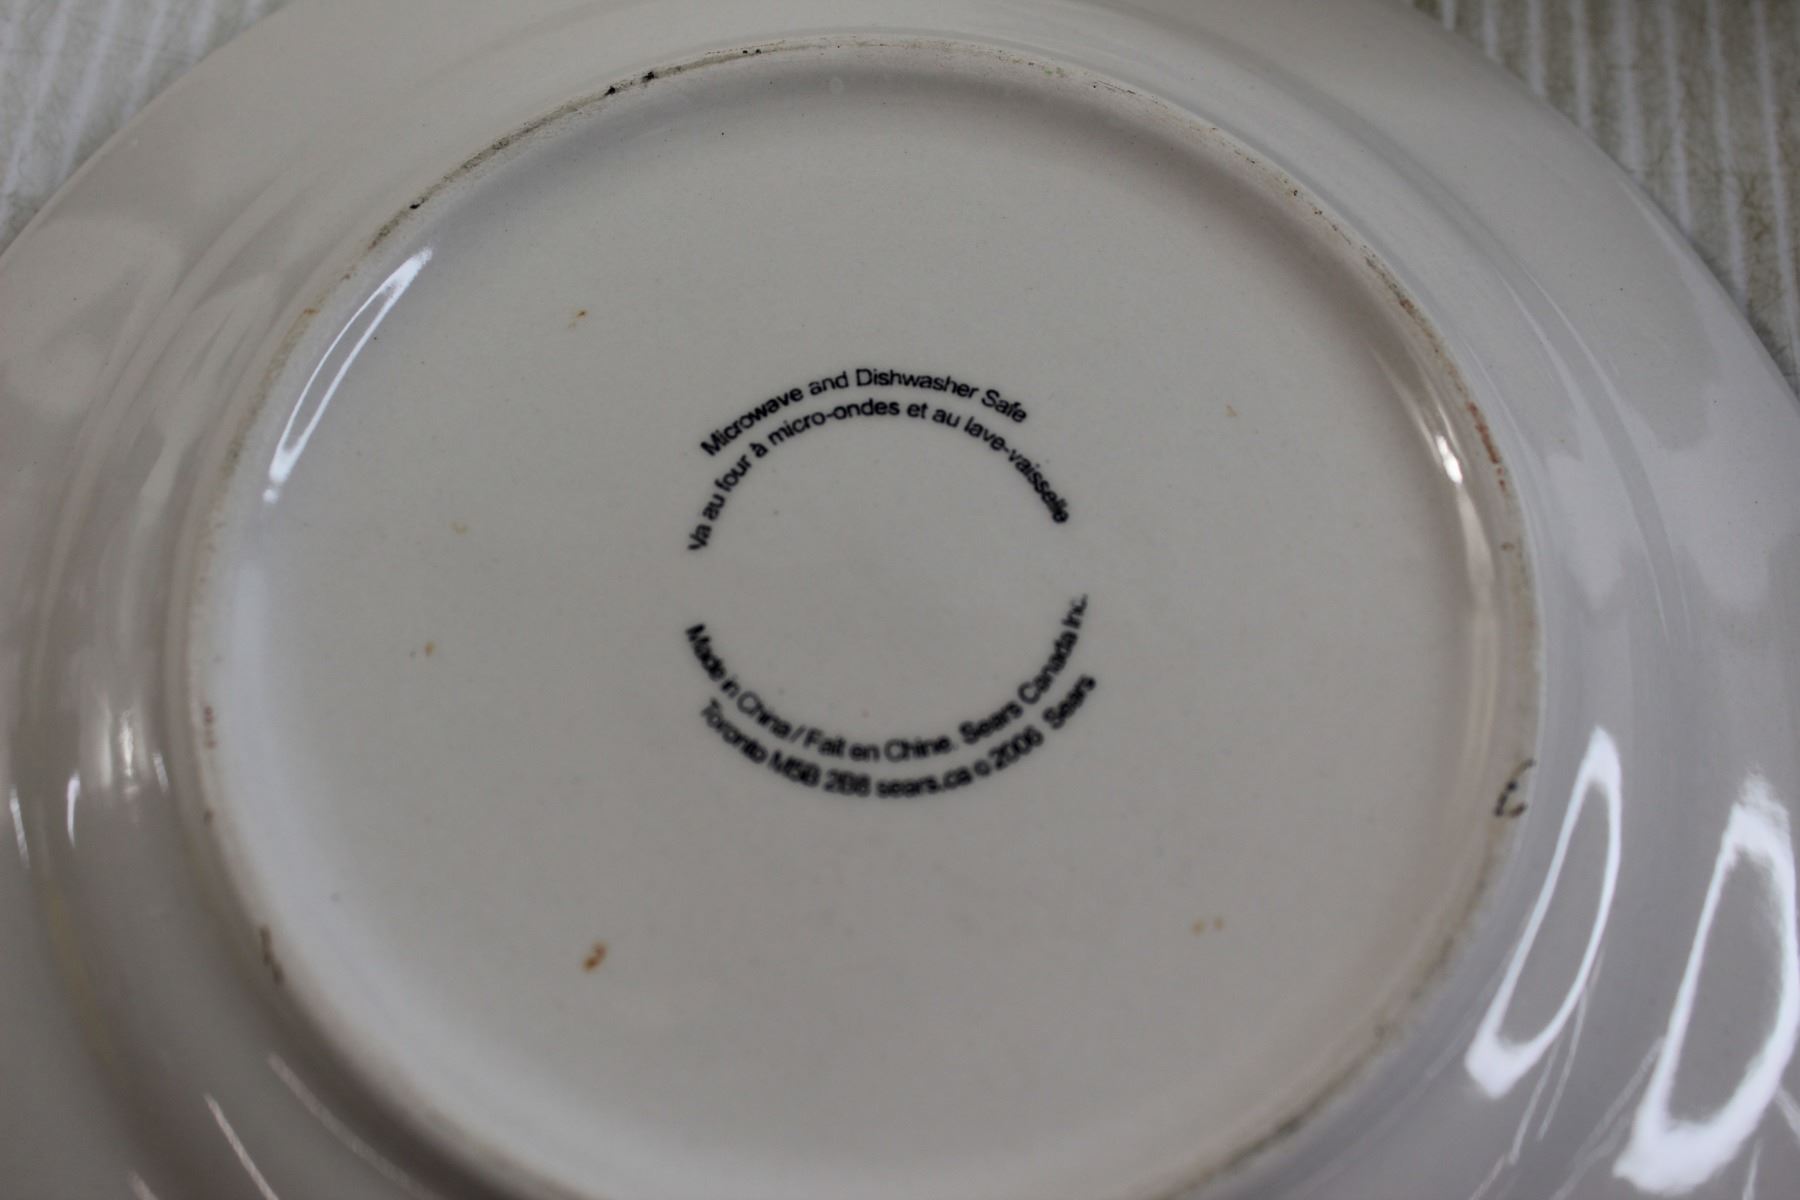 Microwave and Dishwasher Safe
Va au four à micro-ondes et au lave-vaisselle
Made in China / Fait en Chine. Sears Canada Inc.
Toronto M5B 2B8 sears.ca © 2006 Sears